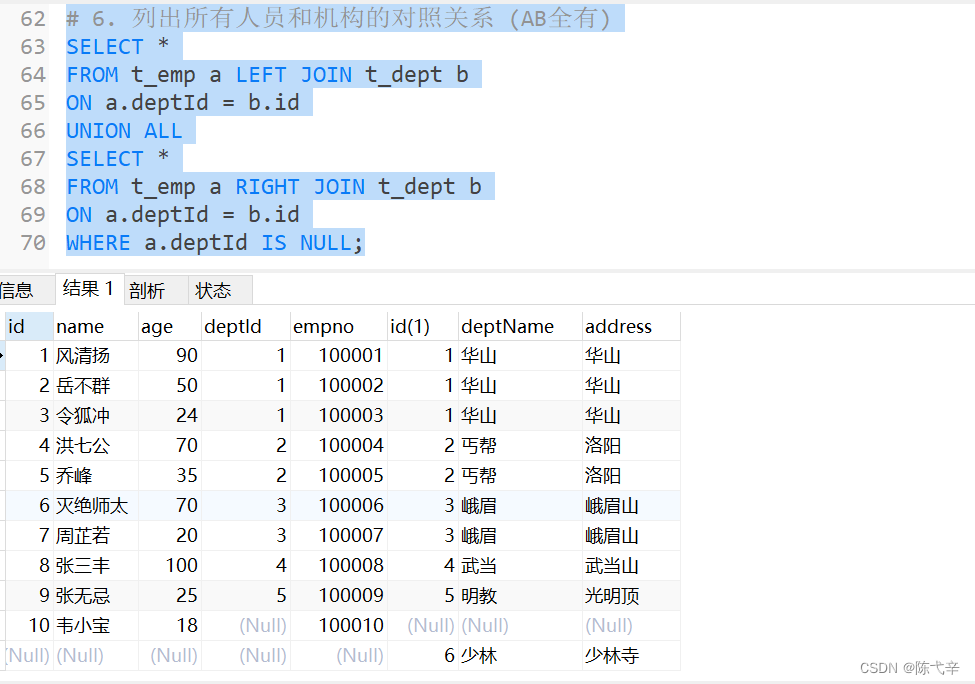 62 # 6. 列出所有人员和机构的对照关系 (AB全有)
63 SELECT *
64 FROM t_emp a LEFT JOIN t_dept b
65 ON a.deptId = b.id
66 UNION ALL
67 SELECT *
68 FROM t_emp a RIGHT JOIN t_dept b
69 ON a.deptId = b.id
70 WHERE a.deptId IS NULL;
信息 结果 1 剖析 状态
id name age deptId empno id(1) deptName address
1 风清扬 90 1 100001 1 华山 华山
2 岳不群 50 1 100002 1 华山 华山
3 令狐冲 24 1 100003 1 华山 华山
4 洪七公 70 2 100004 2 丐帮 洛阳
5 乔峰 35 2 100005 2 丐帮 洛阳
6 灭绝师太 70 3 100006 3 峨眉 峨眉山
7 周芷若 20 3 100007 3 峨眉 峨眉山
8 张三丰 100 4 100008 4 武当 武当山
9 张无忌 25 5 100009 5 明教 光明顶
10 韦小宝 18 (Null) 100010 (Null) (Null) (Null)
(Null) (Null) (Null) (Null) (Null) 6 少林 少林寺
CSDN @陈弋辛